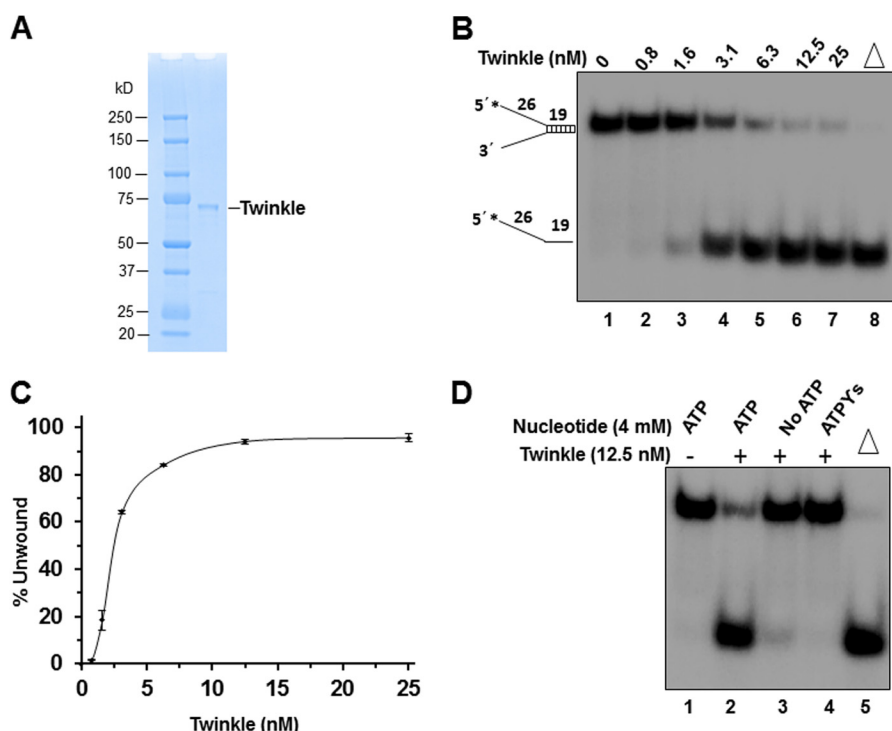 A
kD
250
150
100
75
50
37
25
20
Twinkle
B
Twinkle (nM) 0 0.8 1.6 3.1 6.3 12.5 25 △
5´* 26 19
3´
5´* 26 19
1 2 3 4 5 6 7 8
C
% Unwound
100
80
60
40
20
0
0 5 10 15 20 25
Twinkle (nM)
D
Nucleotide (4 mM) ATP ATP No ATP ATPYs △
Twinkle (12.5 nM) - + + +
1 2 3 4 5